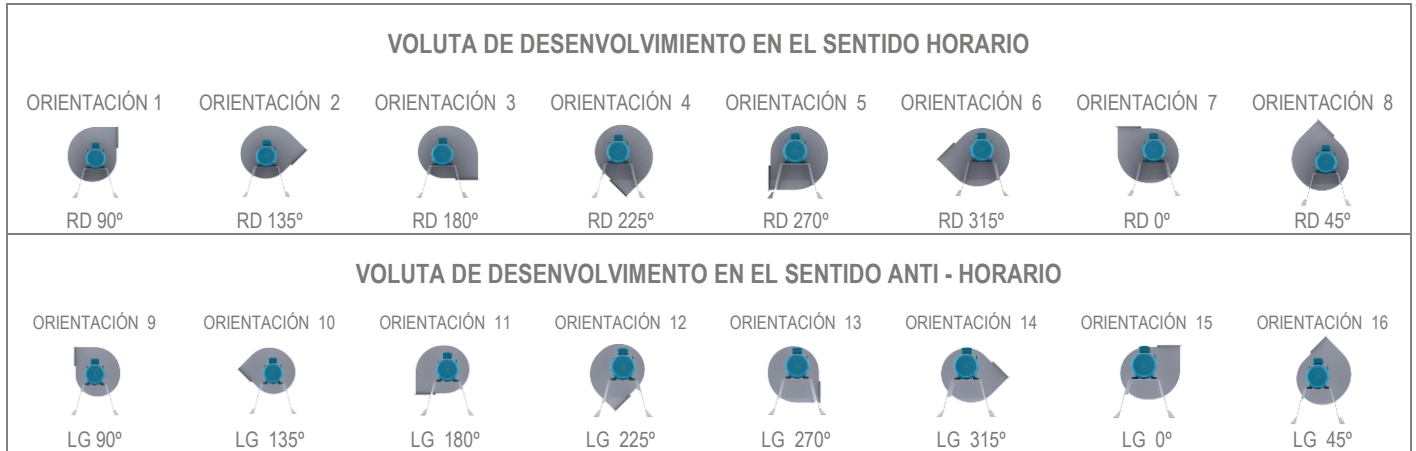 VOLUTA DE DESENVOLVIMIENTO EN EL SENTIDO HORARIO
ORIENTACIÓN 1 ORIENTACIÓN 2 ORIENTACIÓN 3 ORIENTACIÓN 4 ORIENTACIÓN 5 ORIENTACIÓN 6 ORIENTACIÓN 7 ORIENTACIÓN 8
RD 90º RD 135º RD 180º RD 225º RD 270º RD 315º RD 0º RD 45º
VOLUTA DE DESENVOLVIMENTO EN EL SENTIDO ANTI - HORARIO
ORIENTACIÓN 9 ORIENTACIÓN 10 ORIENTACIÓN 11 ORIENTACIÓN 12 ORIENTACIÓN 13 ORIENTACIÓN 14 ORIENTACIÓN 15 ORIENTACIÓN 16
LG 90º LG 135º LG 180º LG 225º LG 270º LG 315º LG 0º LG 45º